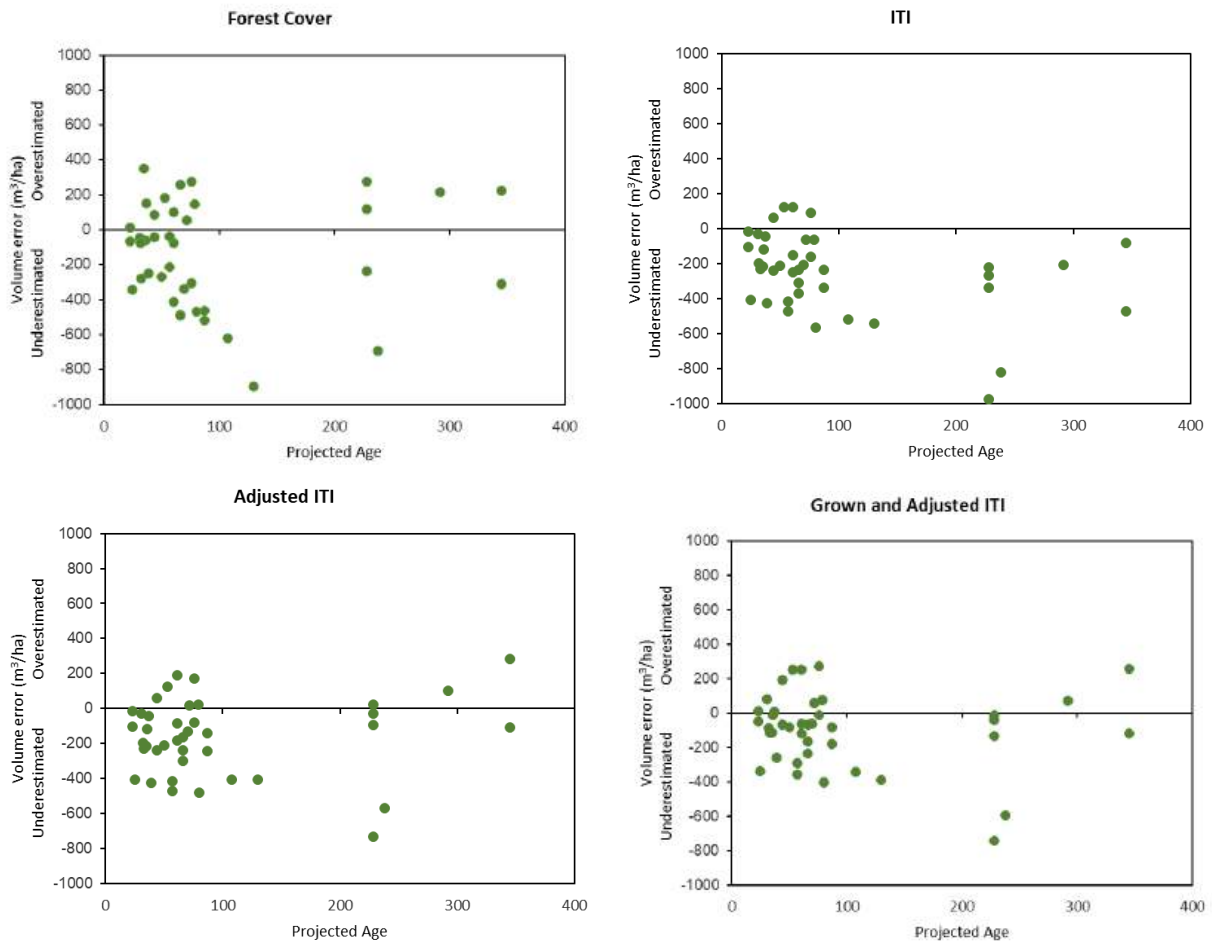 Forest Cover
1000
800
600
400
200
0
-200
-400
-600
-800
-1000
Volume error (m³/ha)
Underestimated Overestimated
0 100 200 300 400
Projected Age
ITI
1000
800
600
400
200
0
-200
-400
-600
-800
-1000
Volume error (m³/ha)
Underestimated Overestimated
0 100 200 300 400
Projected Age
Adjusted ITI
1000
800
600
400
200
0
-200
-400
-600
-800
-1000
Volume error (m³/ha)
Underestimated Overestimated
0 100 200 300 400
Projected Age
Grown and Adjusted ITI
1000
800
600
400
200
0
-200
-400
-600
-800
-1000
Volume error (m³/ha)
Underestimated Overestimated
0 100 200 300 400
Projected Age